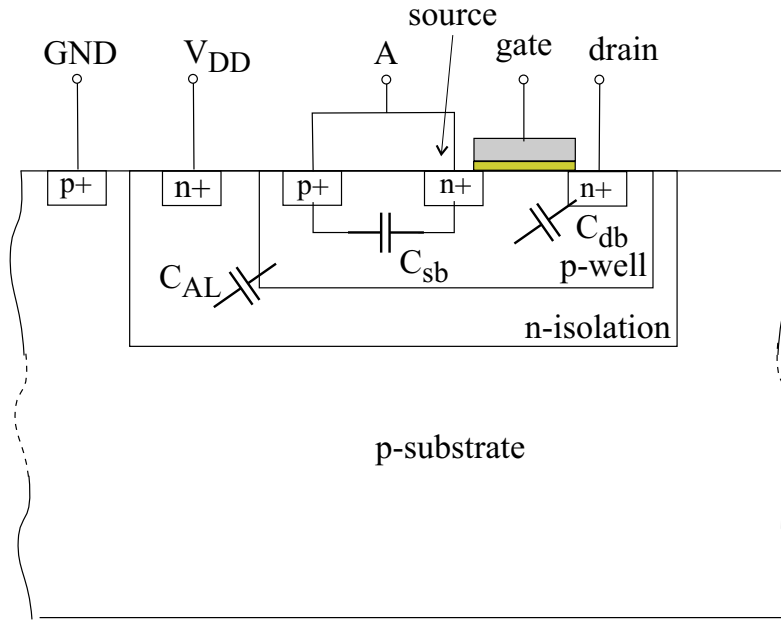 source
GND
V_DD
A
gate
drain
p+
n+
p+
n+
n+
C_db
C_sb
p-well
C_AL
n-isolation
p-substrate